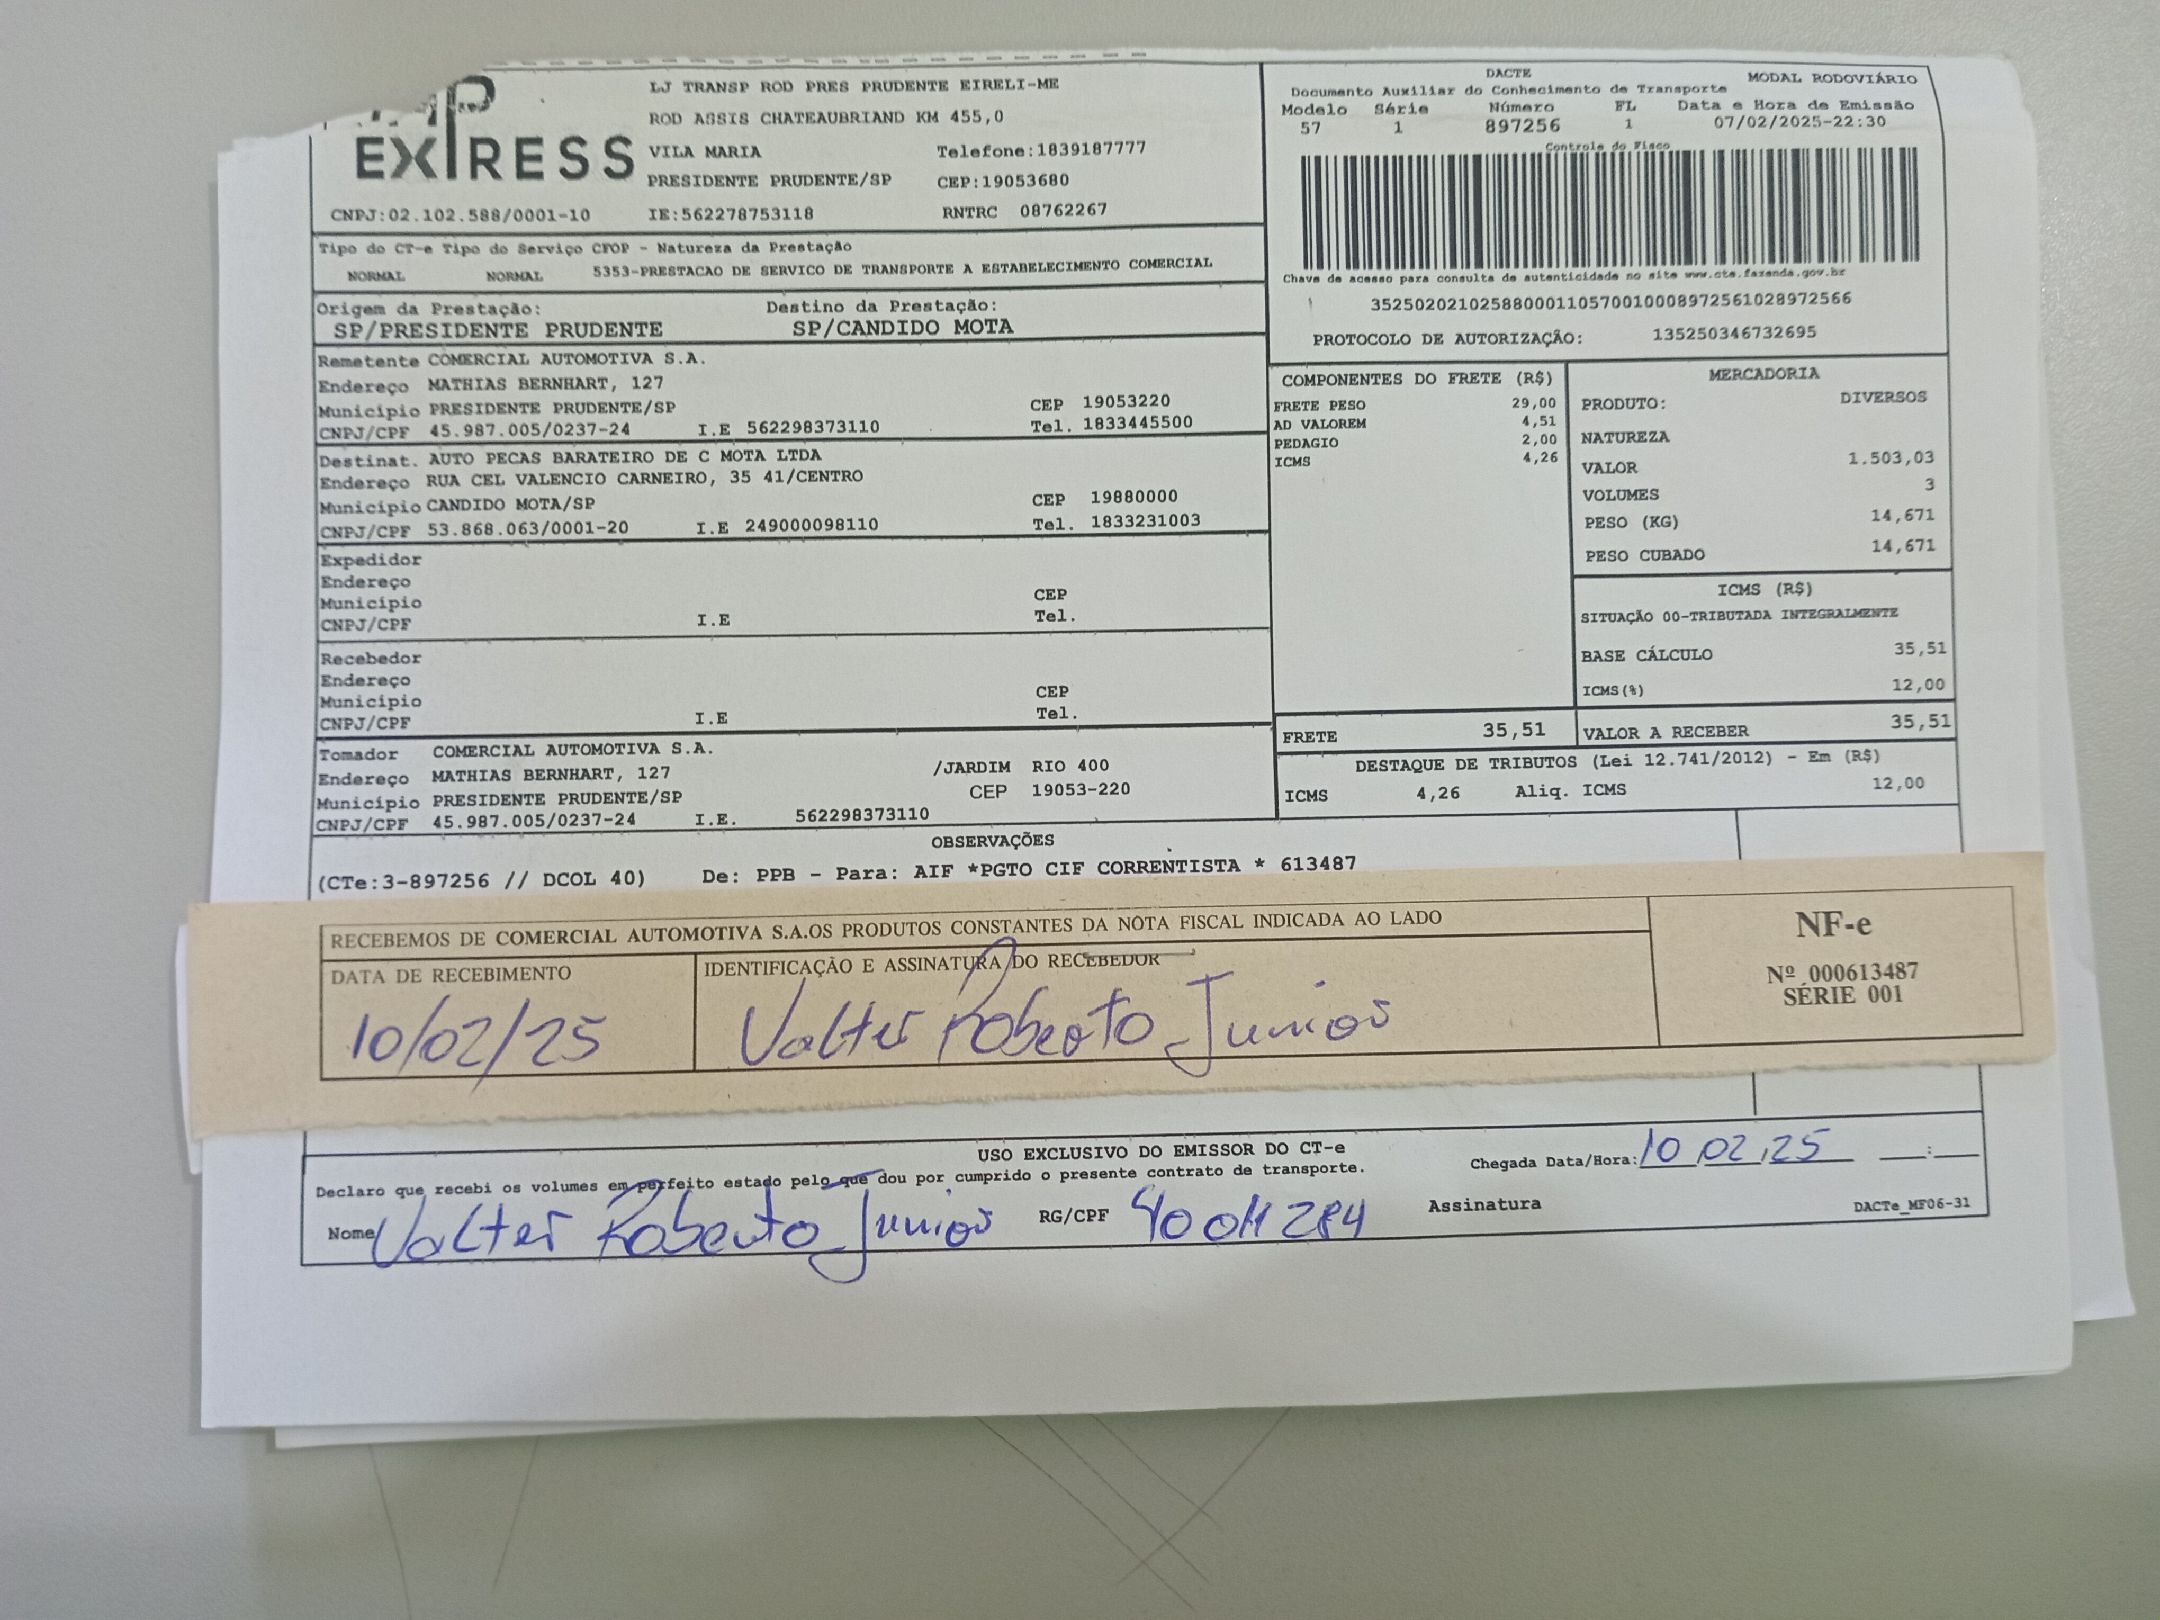 EXPRESS
LJ TRANSP ROD PRES PRUDENTE EIRELI-ME
ROD ASSIS CHATEAUBRIAND KM 455,0
VILA MARIA Telefone:1839187777
PRESIDENTE PRUDENTE/SP CEP:19053680
CNPJ:02.102.588/0001-10 IE:562278753118 RNTRC 08762267
DACTE MODAL RODOVIÁRIO
Documento Auxiliar do Conhecimento de Transporte
Modelo Série Número FL Data e Hora de Emissão
57 1 897256 1 07/02/2025-22:30
Controle do Fisco
Chave de acesso para consulta de autenticidade no site www.cte.fazenda.gov.br
35250202102588000110570010008972561028972566
PROTOCOLO DE AUTORIZAÇÃO: 135250346732695
Tipo do CT-e Tipo do Serviço CFOP - Natureza da Prestação
NORMAL NORMAL 5353-PRESTACAO DE SERVICO DE TRANSPORTE A ESTABELECIMENTO COMERCIAL
Origem da Prestação: Destino da Prestação:
SP/PRESIDENTE PRUDENTE SP/CANDIDO MOTA
Remetente COMERCIAL AUTOMOTIVA S.A.
Endereço MATHIAS BERNHART, 127
Município PRESIDENTE PRUDENTE/SP CEP 19053220
CNPJ/CPF 45.987.005/0237-24 I.E 562298373110 Tel. 1833445500
Destinat. AUTO PECAS BARATEIRO DE C MOTA LTDA
Endereço RUA CEL VALENCIO CARNEIRO, 35 41/CENTRO
Município CANDIDO MOTA/SP CEP 19880000
CNPJ/CPF 53.868.063/0001-20 I.E 249000098110 Tel. 1833231003
Expedidor
Endereço
Município CEP
CNPJ/CPF I.E Tel.
Recebedor
Endereço
Município CEP
CNPJ/CPF I.E Tel.
Tomador COMERCIAL AUTOMOTIVA S.A.
Endereço MATHIAS BERNHART, 127 /JARDIM RIO 400
Município PRESIDENTE PRUDENTE/SP CEP 19053-220
CNPJ/CPF 45.987.005/0237-24 I.E. 562298373110
COMPONENTES DO FRETE (R$)
FRETE PESO 29,00
AD VALOREM 4,51
PEDAGIO 2,00
ICMS 4,26
MERCADORIA
PRODUTO: DIVERSOS
NATUREZA
VALOR 1.503,03
VOLUMES 3
PESO (KG) 14,671
PESO CUBADO 14,671
ICMS (R$)
SITUAÇÃO 00-TRIBUTADA INTEGRALMENTE
BASE CÁLCULO 35,51
ICMS(%) 12,00
FRETE 35,51 VALOR A RECEBER 35,51
DESTAQUE DE TRIBUTOS (Lei 12.741/2012) - Em (R$)
ICMS 4,26 Aliq. ICMS 12,00
OBSERVAÇÕES
(CTe:3-897256 // DCOL 40) De: PPB - Para: AIF *PGTO CIF CORRENTISTA * 613487
RECEBEMOS DE COMERCIAL AUTOMOTIVA S.A.OS PRODUTOS CONSTANTES DA NOTA FISCAL INDICADA AO LADO
DATA DE RECEBIMENTO IDENTIFICAÇÃO E ASSINATURA DO RECEBEDOR
10/02/25 Valter Roberto Junior
NF-e
Nº 000613487
SÉRIE 001
USO EXCLUSIVO DO EMISSOR DO CT-e
Declaro que recebi os volumes em perfeito estado pelo que dou por cumprido o presente contrato de transporte.
Chegada Data/Hora: 10 02 25 __:__
Nome Valter Roberto Junior RG/CPF 40 011 284 Assinatura
DACTe_MF06-31